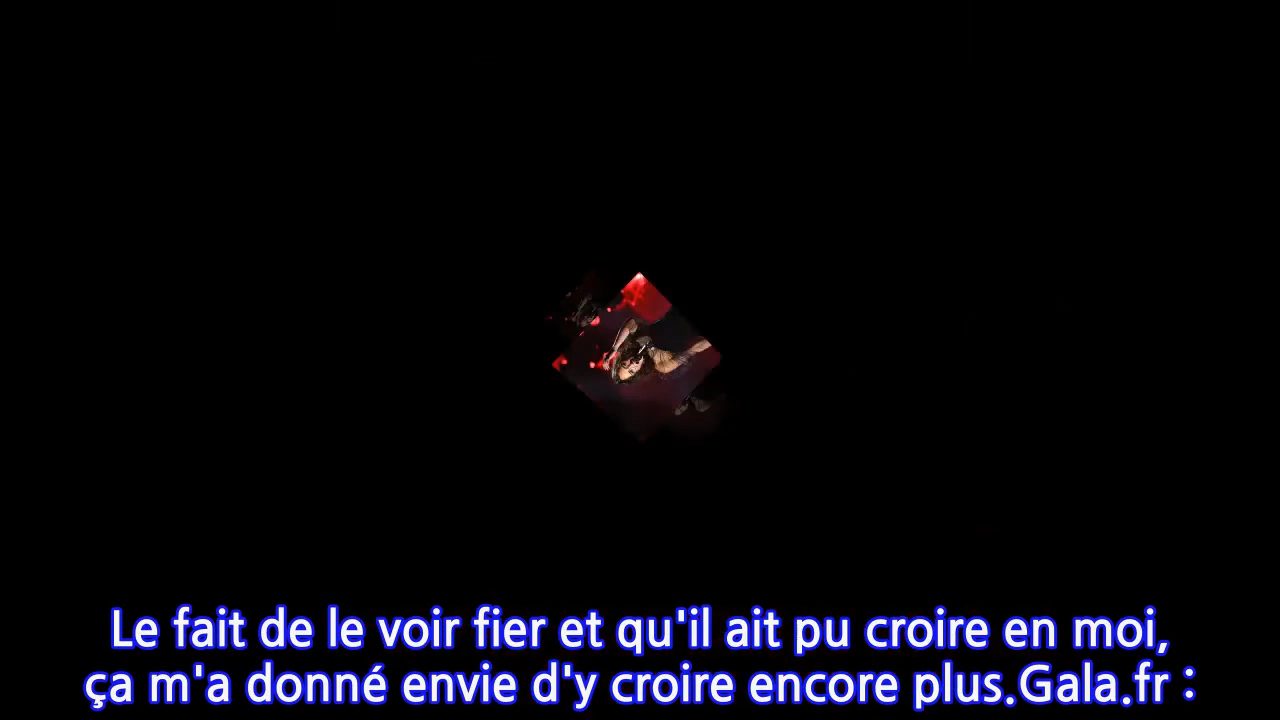 Le fait de le voir fier et qu'il ait pu croire en moi,
ça m'a donné envie d'y croire encore plus.Gala.fr :